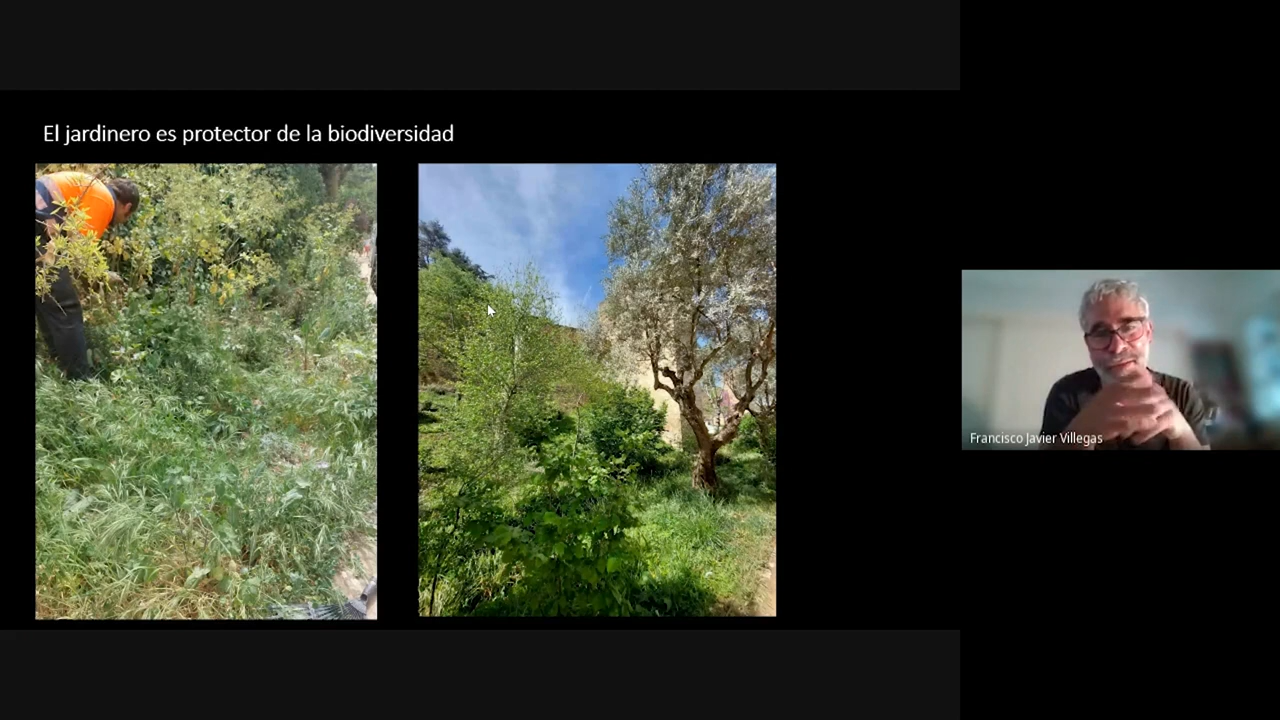 El jardinero es protector de la biodiversidad
Francisco Javier Villegas